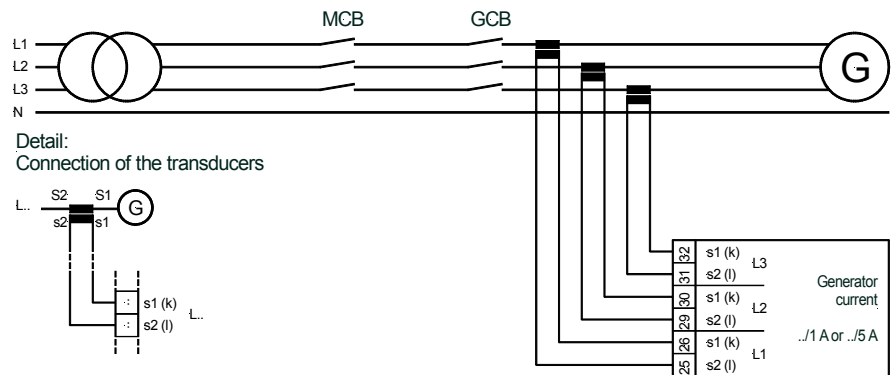 MCB GCB
L1
L2
L3
N
G
Detail:
Connection of the transducers
L.. S2 S1 G
s2 s1
s1 (k)
s2 (l)
L..
32 s1 (k)
31 s2 (l)
L3
30 s1 (k)
29 s2 (l)
L2
26 s1 (k)
25 s2 (l)
L1
Generator
current
../1 A or ../5 A